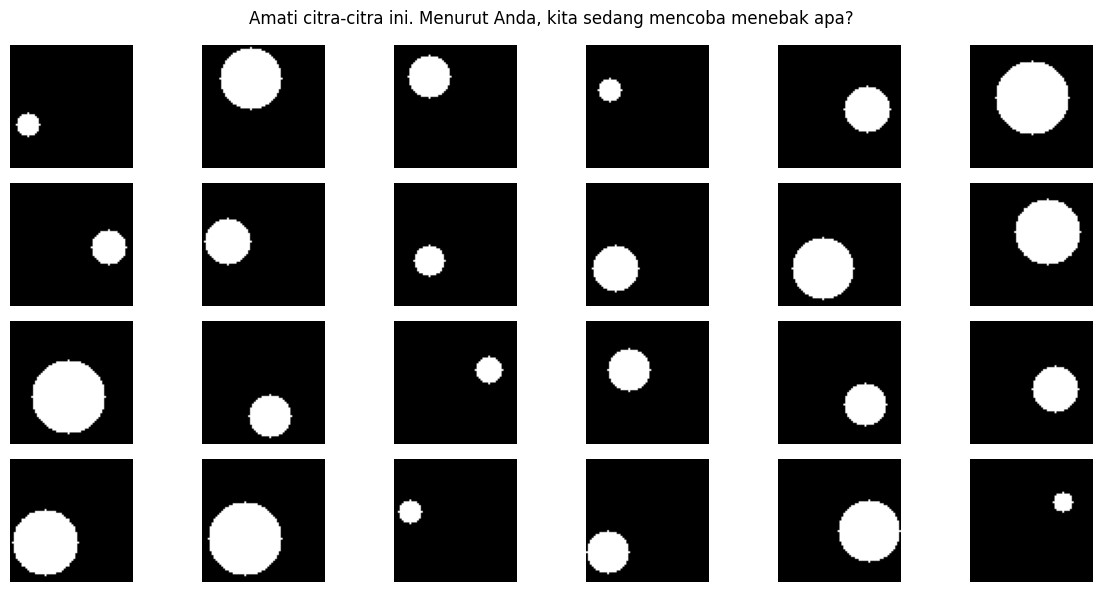 Amati citra-citra ini. Menurut Anda, kita sedang mencoba menebak apa?